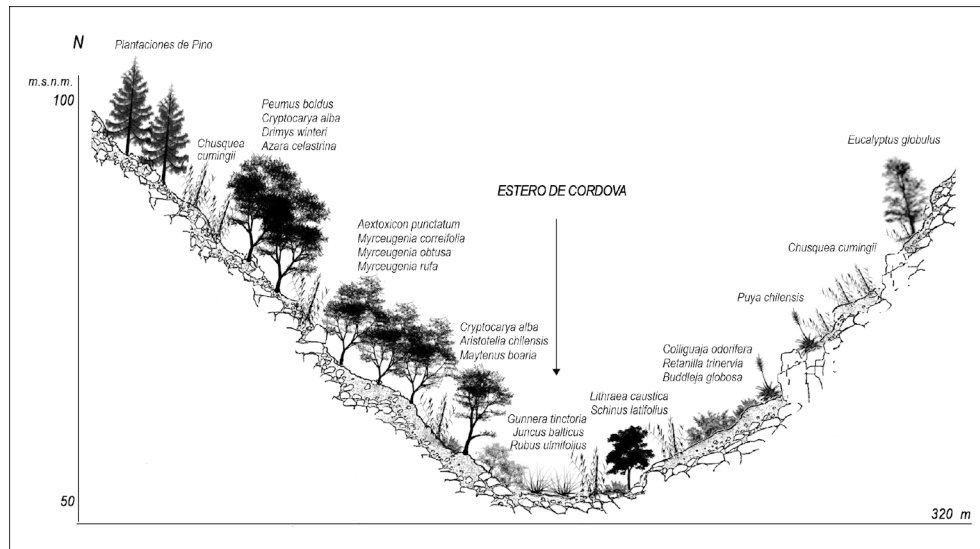 N
Plantaciones de Pino
m.s.n.m.
100
Peumus boldus
Cryptocarya alba
Drimys winteri
Azara celastrina
Chusquea
cumingii
Eucalyptus globulus
ESTERO DE CORDOVA
Aextoxicon punctatum
Myrceugenia correifolia
Myrceugenia obtusa
Myrceugenia rufa
Chusquea cumingii
Puya chilensis
Cryptocarya alba
Aristotelia chilensis
Maytenus boaria
Colliguaja odorifera
Retanilla trinervia
Buddleja globosa
Lithraea caustica
Schinus latifolius
Gunnera tinctoria
Juncus balticus
Rubus ulmifolius
50
320 m